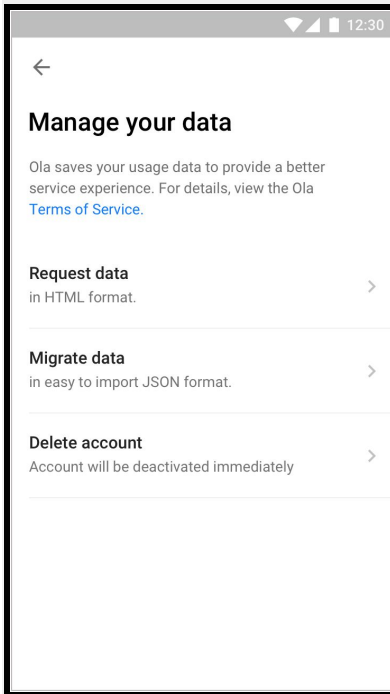 12:30
Manage your data
Ola saves your usage data to provide a better
service experience. For details, view the Ola
Terms of Service.
Request data
in HTML format.
Migrate data
in easy to import JSON format.
Delete account
Account will be deactivated immediately